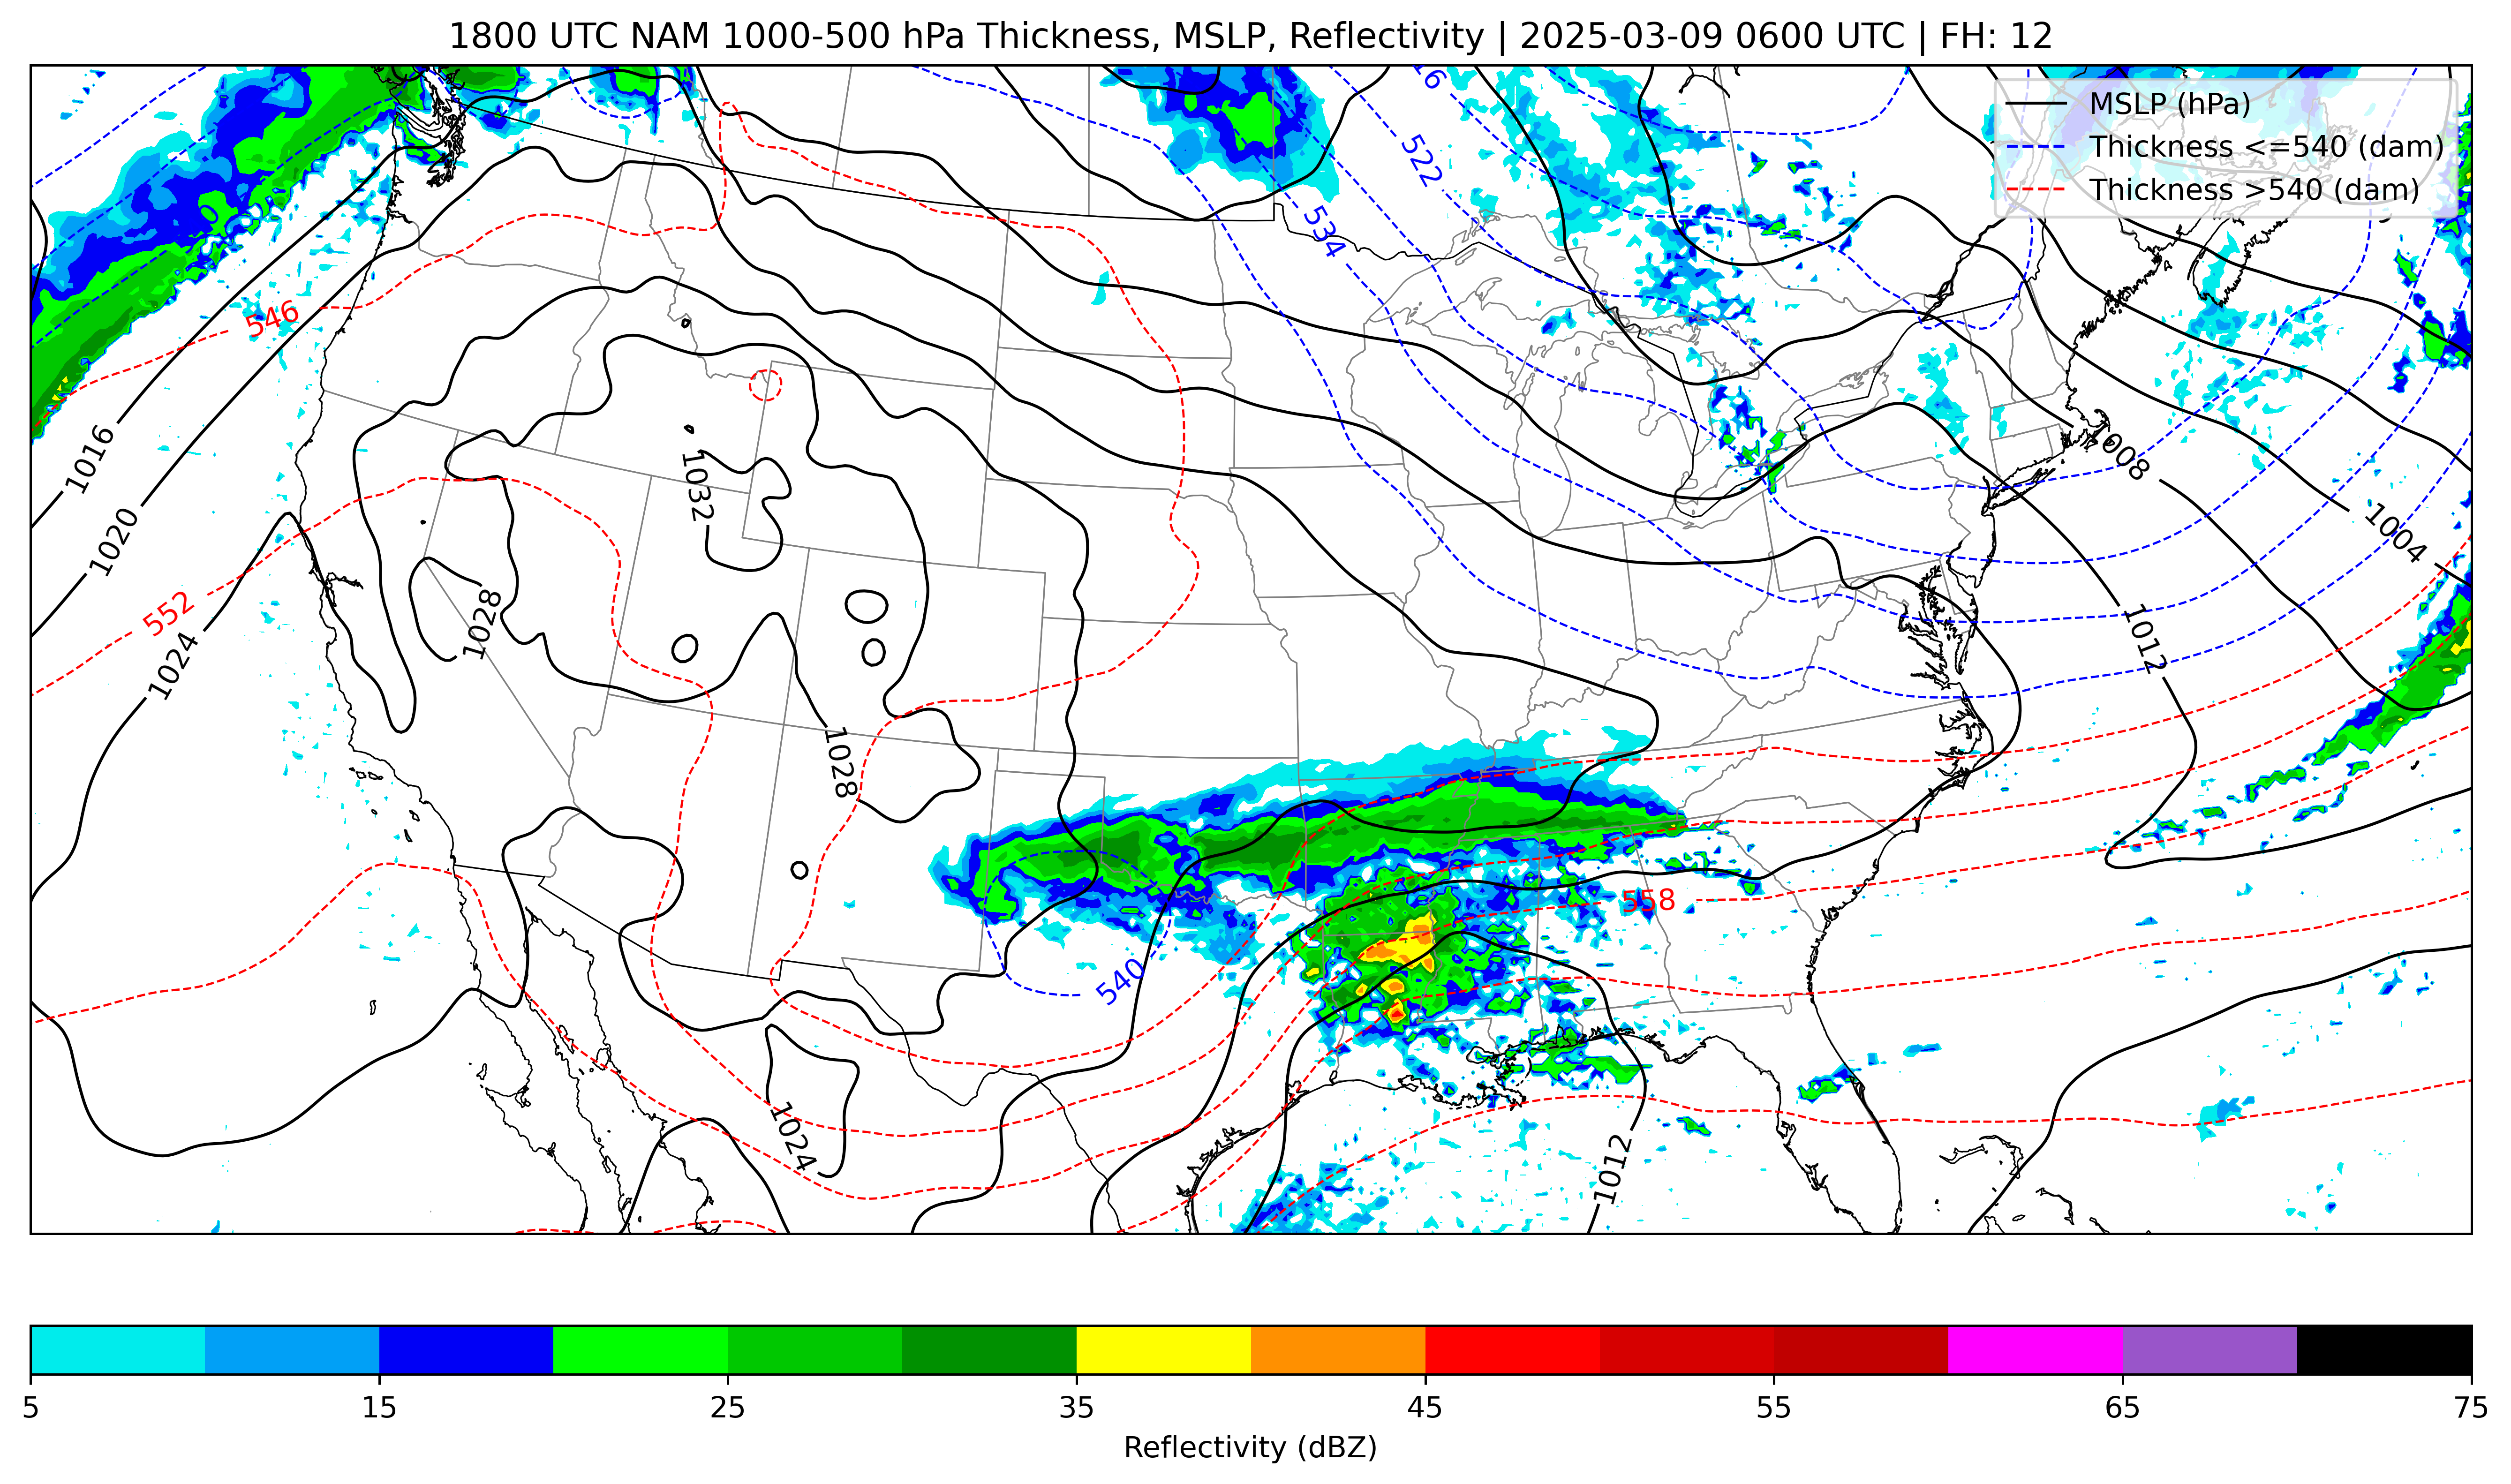 1800 UTC NAM 1000-500 hPa Thickness, MSLP, Reflectivity | 2025-03-09 0600 UTC | FH: 12
MSLP (hPa)
Thickness <=540 (dam)
Thickness >540 (dam)
522
534
546
1016
1008
1032
1020
1004
552
1028
1012
1024
1028
558
540
1024
1012
5 15 25 35 45 55 65 75
Reflectivity (dBZ)